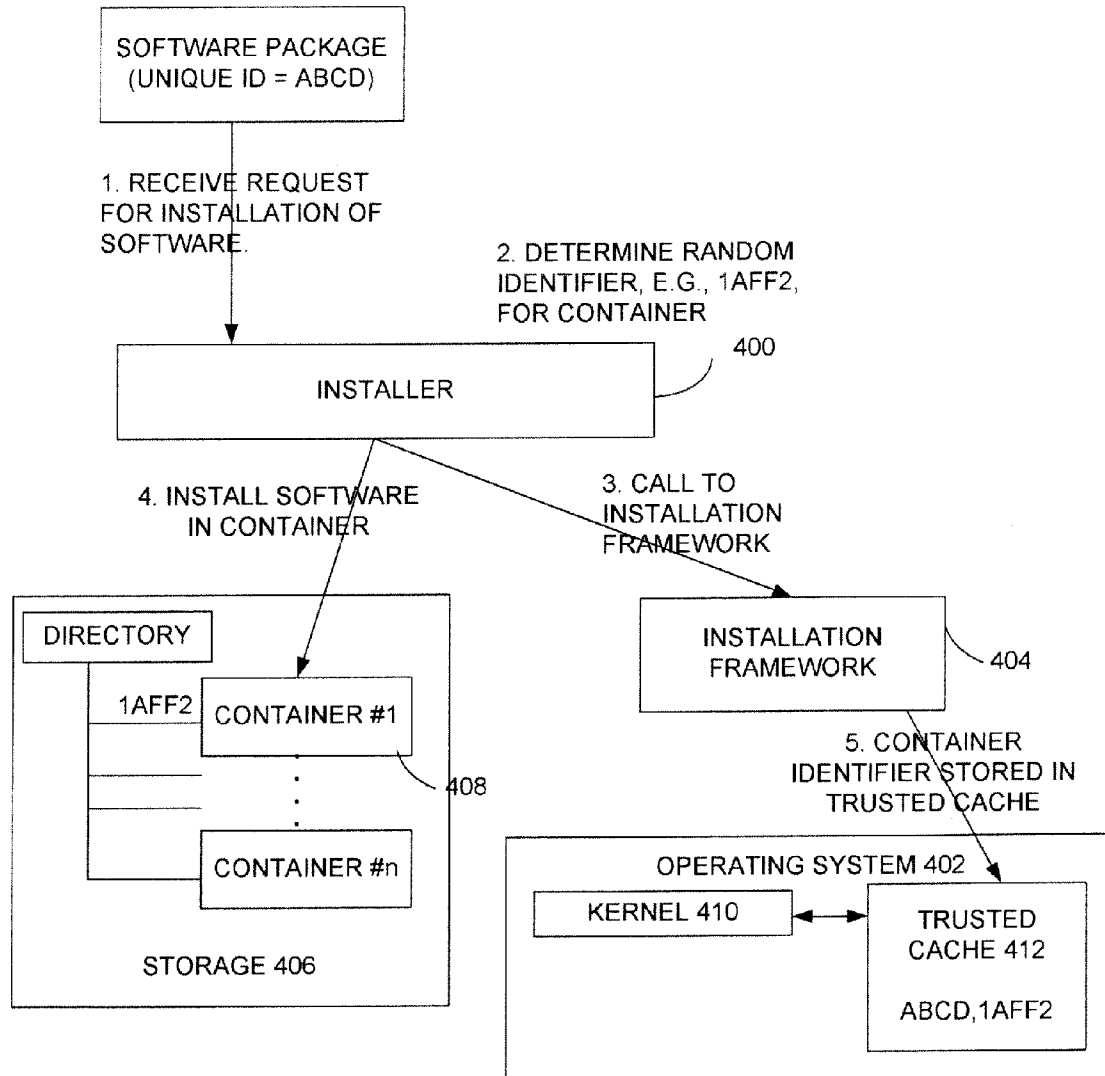 SOFTWARE PACKAGE
(UNIQUE ID = ABCD)
1. RECEIVE REQUEST
FOR INSTALLATION OF
SOFTWARE.
2. DETERMINE RANDOM
IDENTIFIER, E.G., 1AFF2,
FOR CONTAINER
400
INSTALLER
4. INSTALL SOFTWARE
IN CONTAINER
3. CALL TO
INSTALLATION
FRAMEWORK
DIRECTORY
1AFF2
CONTAINER #1
408
CONTAINER #n
STORAGE 406
INSTALLATION
FRAMEWORK
404
5. CONTAINER
IDENTIFIER STORED IN
TRUSTED CACHE
OPERATING SYSTEM 402
KERNEL 410
TRUSTED
CACHE 412
ABCD,1AFF2